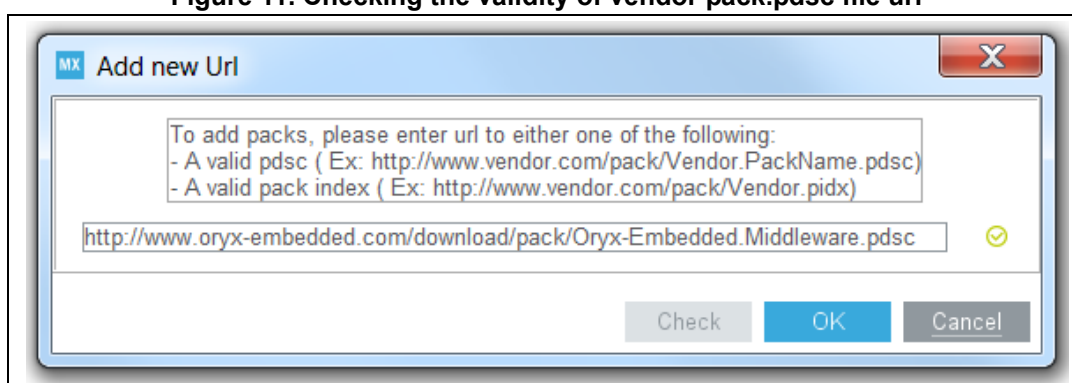 Figure 11. Checking the validity of vendor pack.pdsc file url
MX Add new Url
X
To add packs, please enter url to either one of the following:
- A valid pdsc ( Ex: http://www.vendor.com/pack/Vendor.PackName.pdsc)
- A valid pack index ( Ex: http://www.vendor.com/pack/Vendor.pidx)
http://www.oryx-embedded.com/download/pack/Oryx-Embedded.Middleware.pdsc
Check OK Cancel